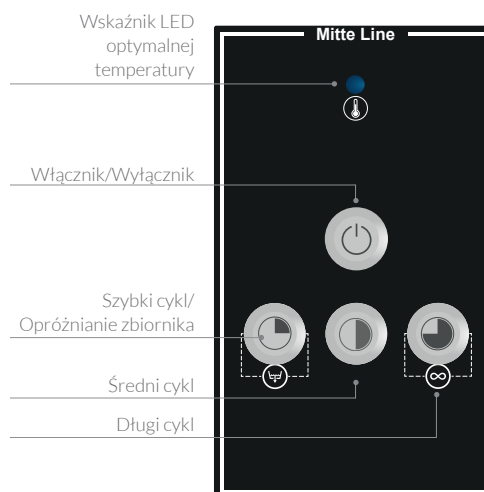 Wskaźnik LED
optymalnej
temperatury
Mitte Line
Włącznik/Wyłącznik
Szybki cykl/
Opróżnianie zbiornika
Średni cykl
Długi cykl